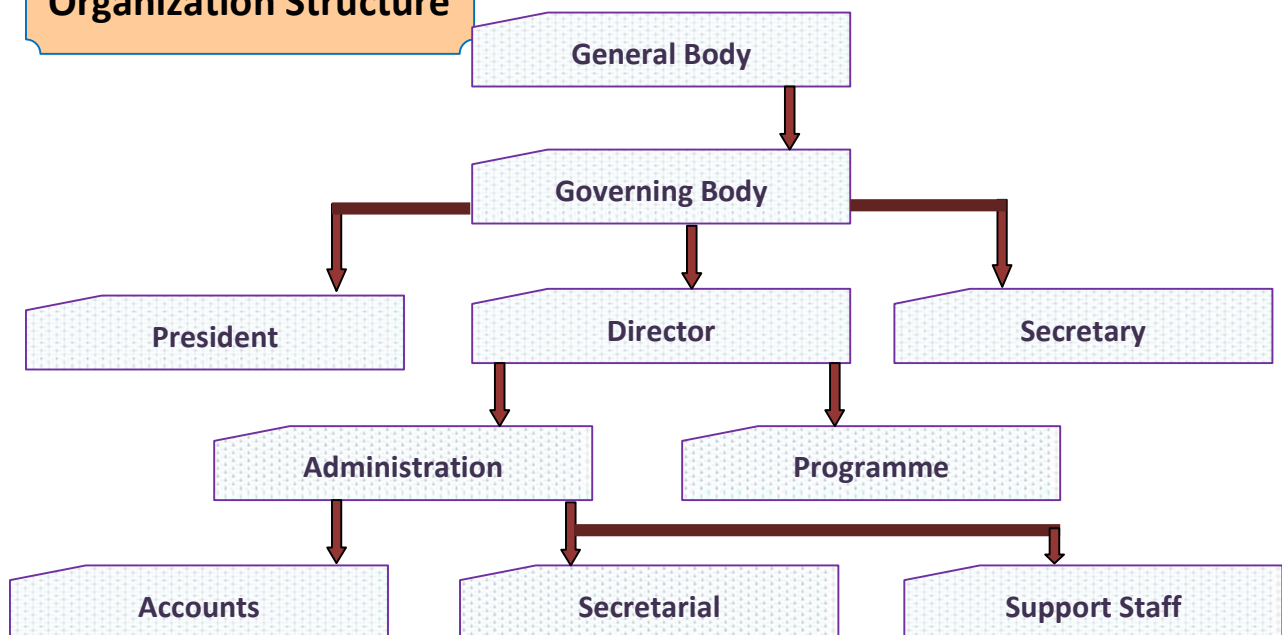 Organization Structure
General Body
Governing Body
President
Director
Secretary
Administration
Programme
Accounts
Secretarial
Support Staff